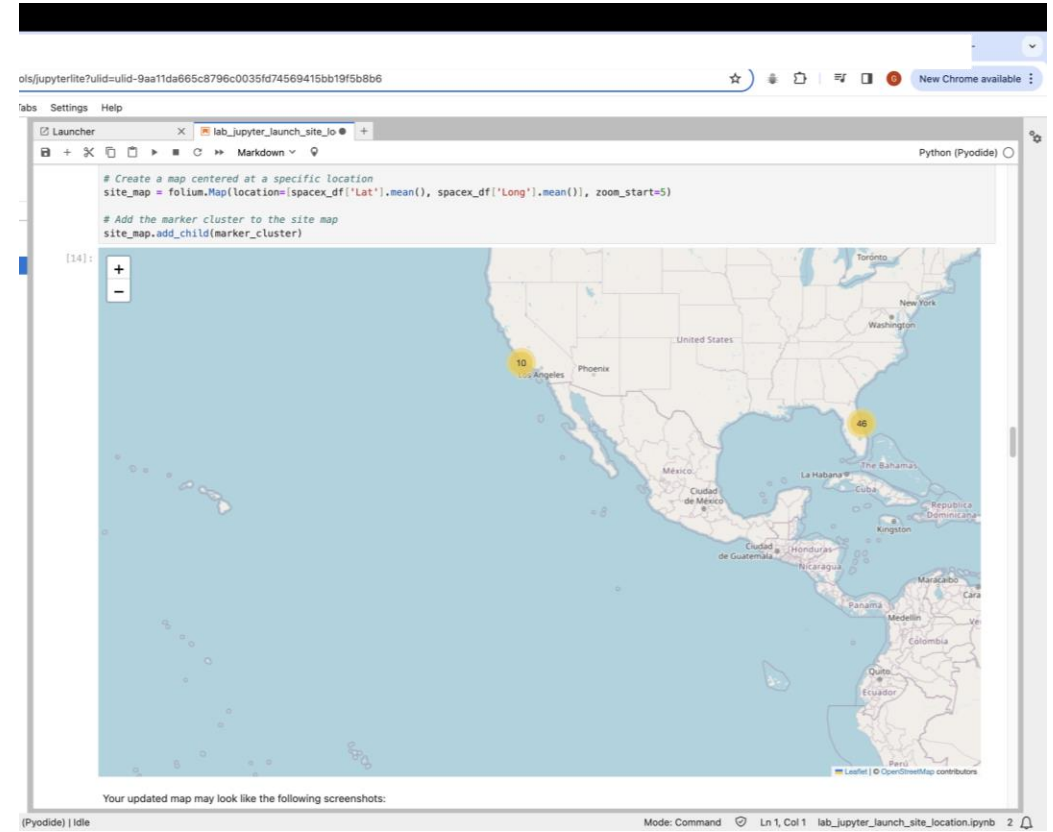 ols/jupyterlite?ulid=ulid-9aa11da665c8796c0035fd74569415bb19f5b8b6
G
New Chrome available
Tabs Settings Help
Launcher
lab_jupyter_launch_site_lo
Markdown
Python (Pyodide)
# Create a map centered at a specific location
site_map = folium.Map(location=[spacex_df['Lat'].mean(), spacex_df['Long'].mean()], zoom_start=5)
# Add the marker cluster to the site map
site_map.add_child(marker_cluster)
[14]:
+
−
Toronto
New York
Washington
United States
10
Los Angeles
Phoenix
46
México
La Habana
The Bahamas
Cuba
Ciudad
de México
República
Dominicana
Kingston
Ciudad
de Guatemala
Honduras
Nicaragua
Maracaibo
Cara
Panamá
Medellín
Ve
Colombia
Quito
Ecuador
Perú
Leaflet | © OpenStreetMap contributors
Your updated map may look like the following screenshots:
(Pyodide) | Idle
Mode: Command
Ln 1, Col 1
lab_jupyter_launch_site_location.ipynb
2